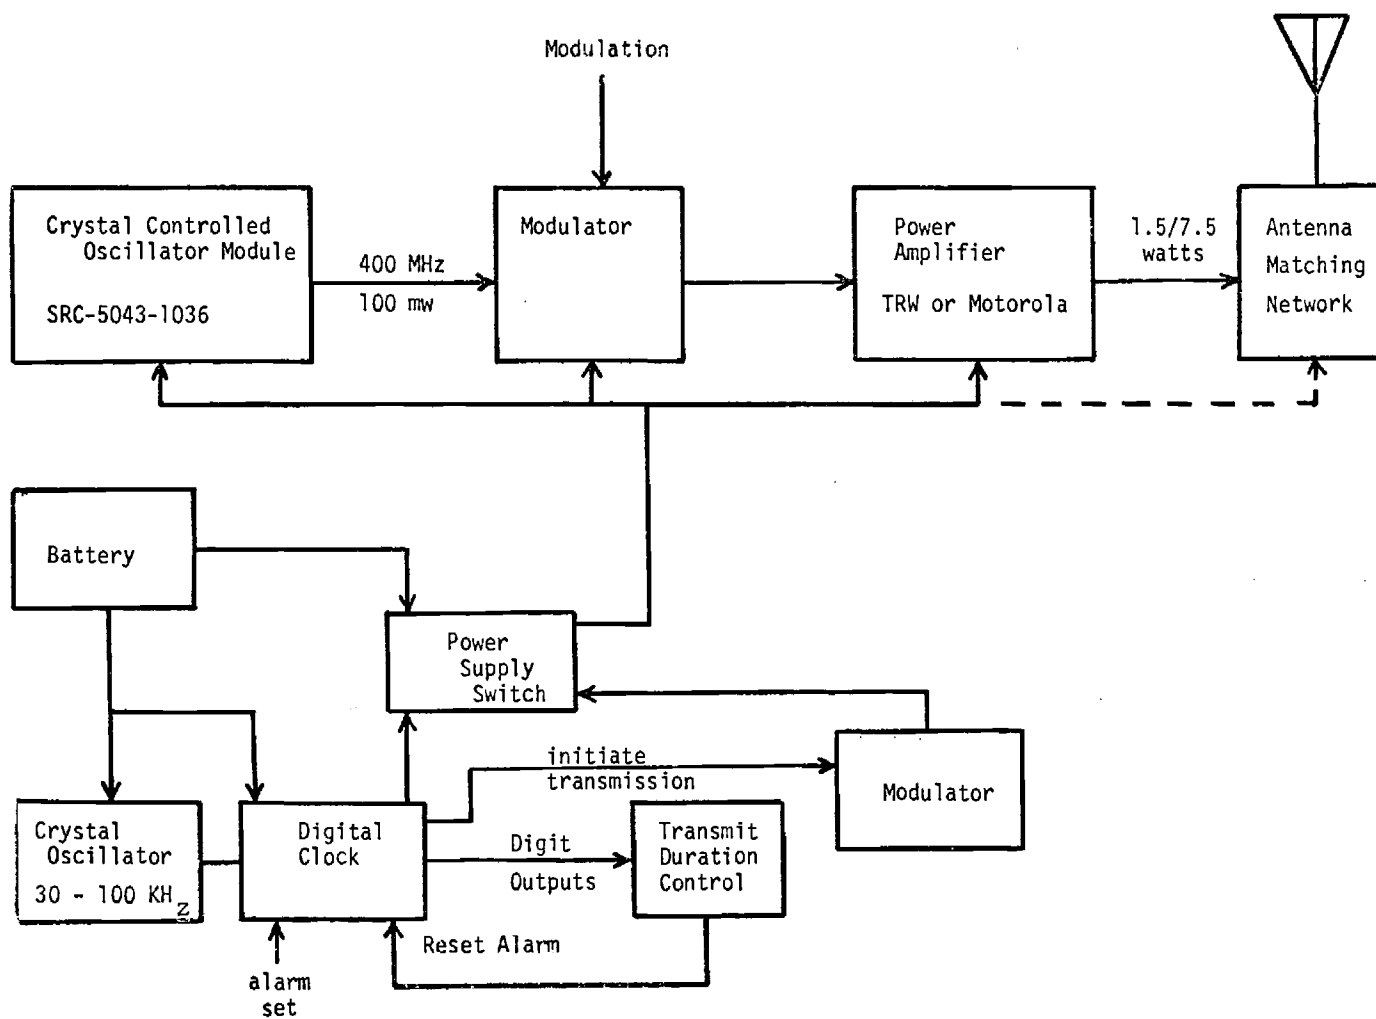 Modulation
Crystal Controlled
Oscillator Module
SRC-5043-1036
400 MHz
100 mw
Modulator
Power
Amplifier
TRW or Motorola
1.5/7.5
watts
Antenna
Matching
Network
Battery
Power
Supply
Switch
initiate
transmission
Modulator
Crystal
Oscillator
30 - 100 KHz
Digital
Clock
Digit
Outputs
Transmit
Duration
Control
Reset Alarm
alarm
set